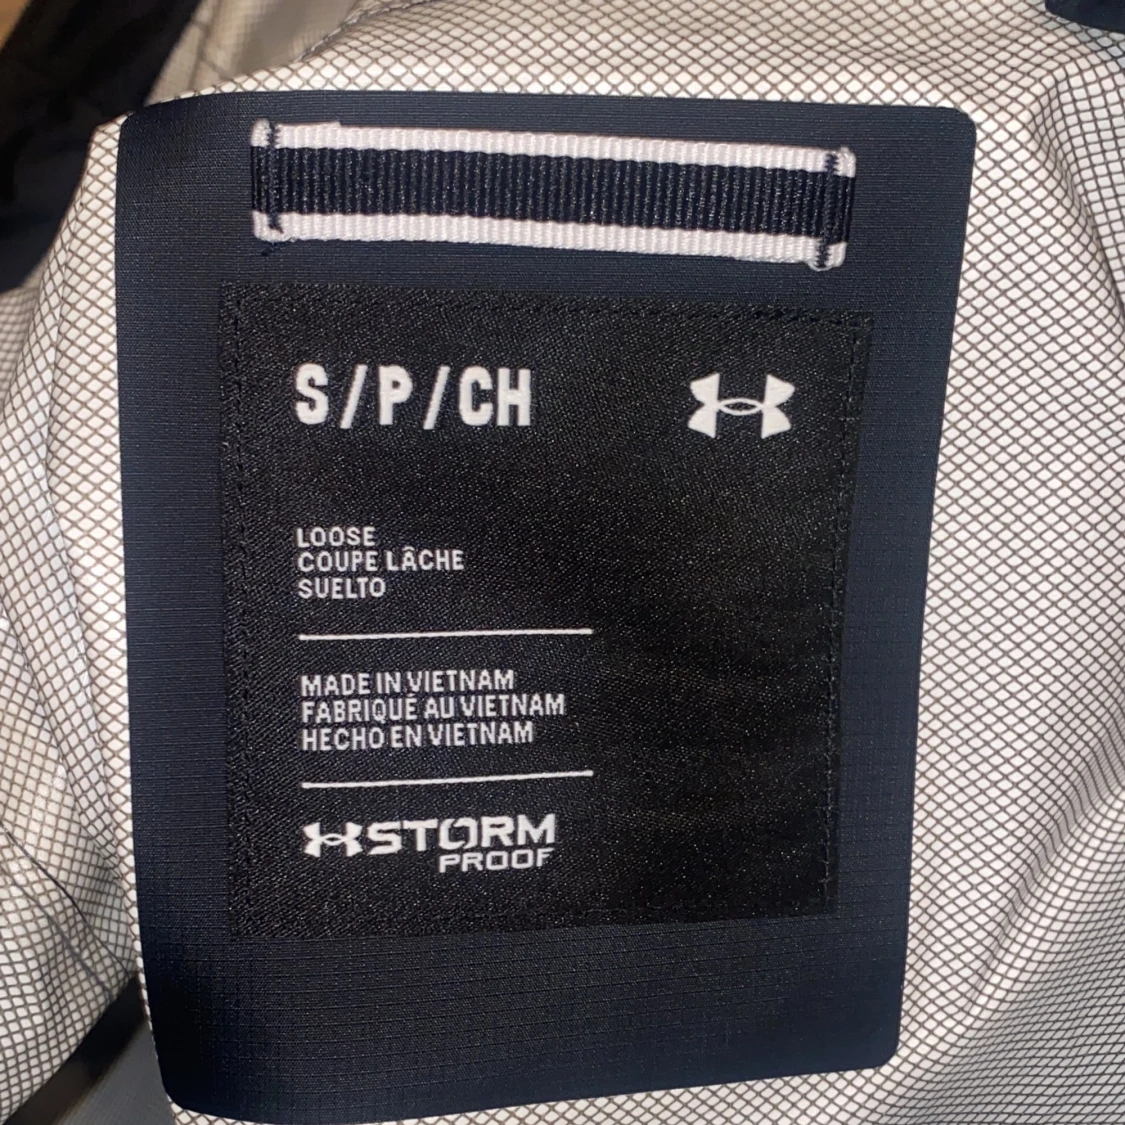 S/P/CH
LOOSE
COUPE LÂCHE
SUELTO
MADE IN VIETNAM
FABRIQUÉ AU VIETNAM
HECHO EN VIETNAM
STORM
PROOF